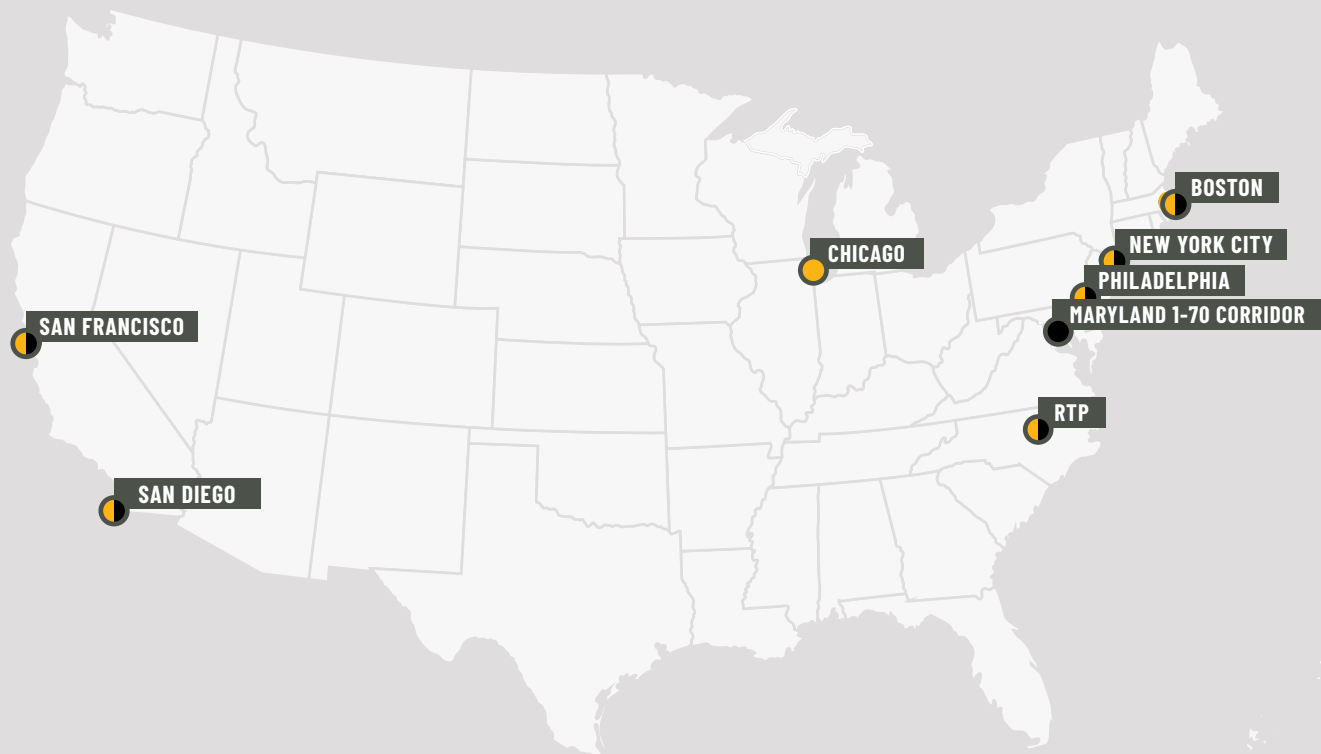 BOSTON
NEW YORK CITY
CHICAGO
PHILADELPHIA
MARYLAND 1-70 CORRIDOR
SAN FRANCISCO
RTP
SAN DIEGO